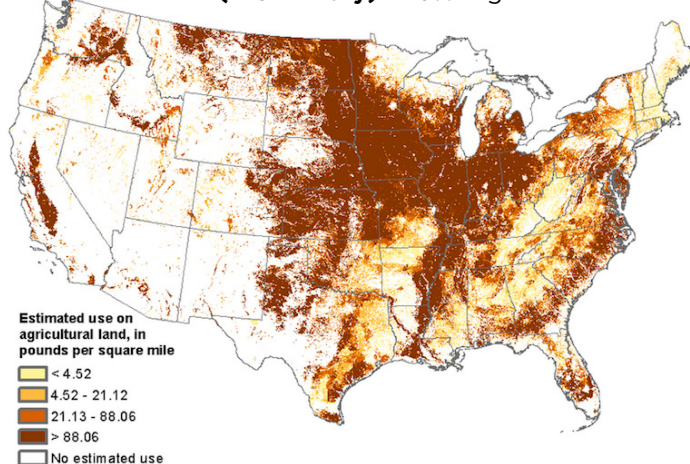 Estimated use on
agricultural land, in
pounds per square mile
< 4.52
4.52 - 21.12
21.13 - 88.06
> 88.06
No estimated use